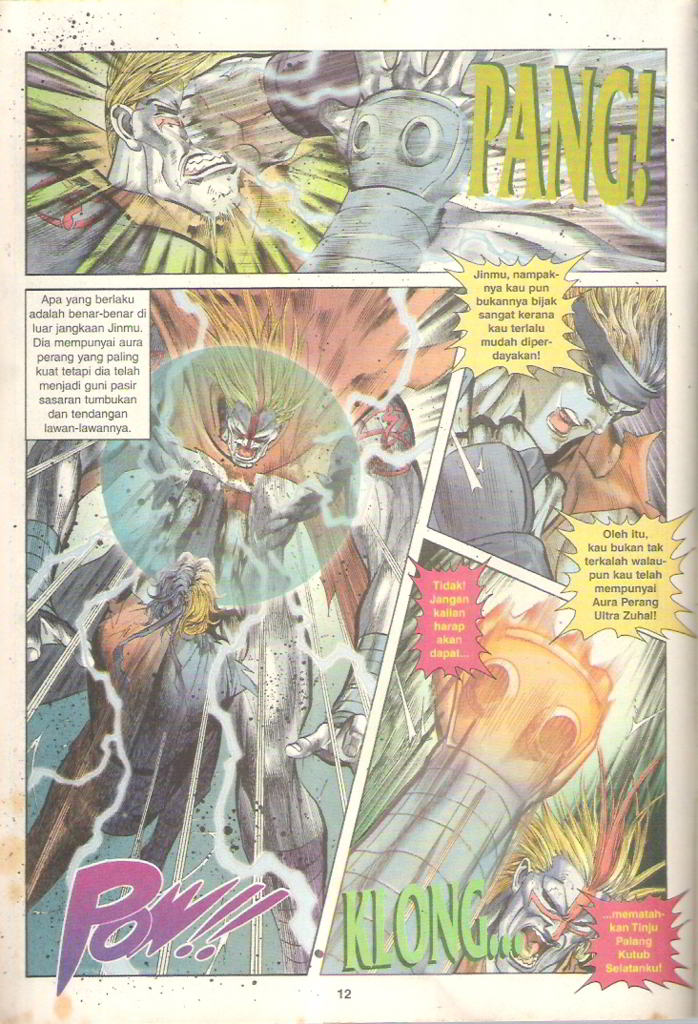 PANG!
Jinmu, nampak-
nya kau pun
bukannya bijak
sangat kerana
kau terlalu
mudah diper-
dayakan!
Apa yang berlaku
adalah benar-benar di
luar jangkaan Jinmu.
Dia mempunyai aura
perang yang paling
kuat tetapi dia telah
menjadi guni pasir
sasaran tumbukan
dan tendangan
lawan-lawannya.
Oleh itu,
kau bukan tak
terkalah walau-
pun kau telah
mempunyai
Aura Perang
Ultra Zuhal!
Tidak!
Jangan
kalian
harap
akan
dapat...
POW!!
KLONG...
...mematah-
kan Tinju
Palang
Kutub
Selatanku!
12